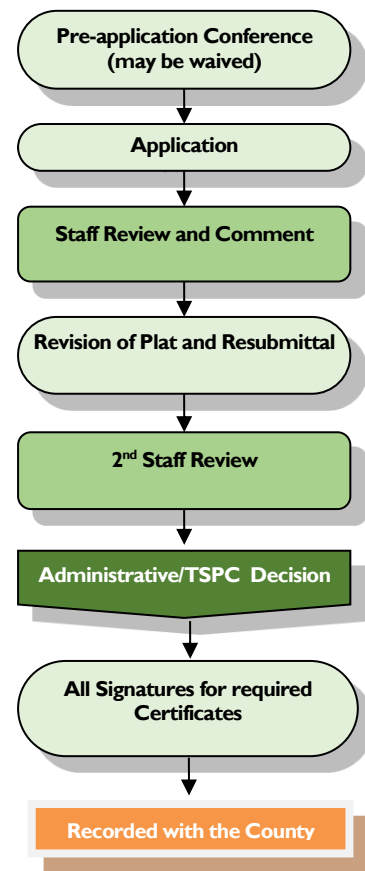 Pre-application Conference
(may be waived)
Application
Staff Review and Comment
Revision of Plat and Resubmittal
2nd Staff Review
Administrative/TSPC Decision
All Signatures for required
Certificates
Recorded with the County